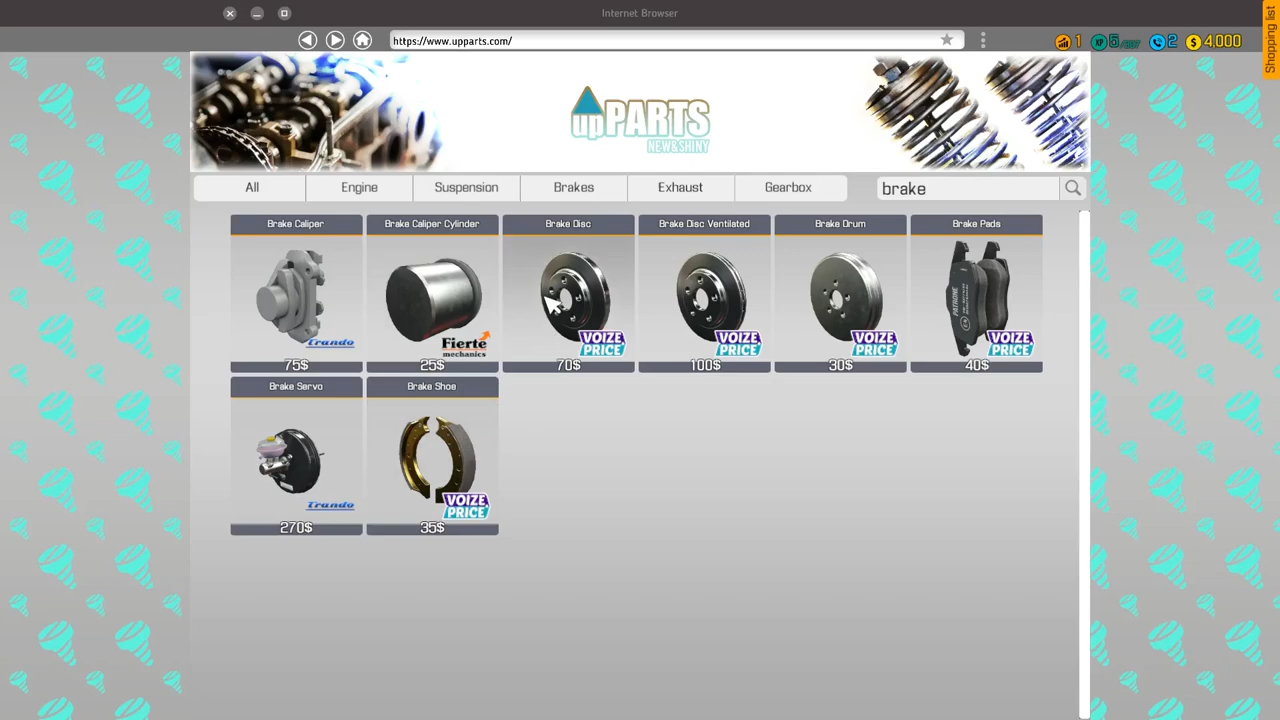 Internet Browser
https://www.upparts.com/
1
XP 5
2
$ 4,000
Shopping list
upPARTS
NEW&SHINY
All
Engine
Suspension
Brakes
Exhaust
Gearbox
brake
Brake Caliper
Brake Caliper Cylinder
Brake Disc
Brake Disc Ventilated
Brake Drum
Brake Pads
Trando
Fierte
mechanics
VOIZE
PRICE
VOIZE
PRICE
VOIZE
PRICE
PATRONE
VOIZE
PRICE
75$
25$
70$
100$
30$
40$
Brake Servo
Brake Shoe
Trando
VOIZE
PRICE
270$
35$